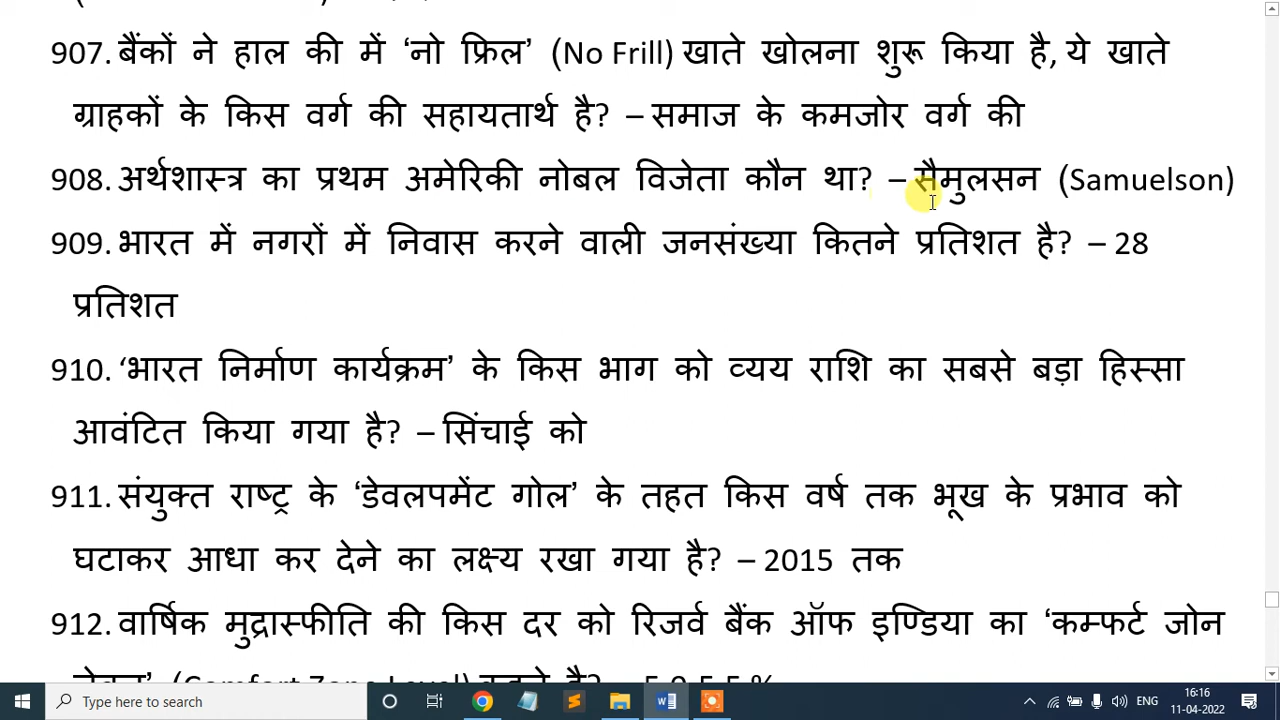 907. बैंकों ने हाल की में ‘नो फ्रिल’ (No Frill) खाते खोलना शुरू किया है, ये खाते
ग्राहकों के किस वर्ग की सहायतार्थ है? – समाज के कमजोर वर्ग की
908. अर्थशास्त्र का प्रथम अमेरिकी नोबल विजेता कौन था? – सैमुलसन (Samuelson)
909. भारत में नगरों में निवास करने वाली जनसंख्या कितने प्रतिशत है? – 28
प्रतिशत
910. ‘भारत निर्माण कार्यक्रम’ के किस भाग को व्यय राशि का सबसे बड़ा हिस्सा
आवंटित किया गया है? – सिंचाई को
911. संयुक्त राष्ट्र के ‘डेवलपमेंट गोल’ के तहत किस वर्ष तक भूख के प्रभाव को
घटाकर आधा कर देने का लक्ष्य रखा गया है? – 2015 तक
912. वार्षिक मुद्रास्फीति की किस दर को रिजर्व बैंक ऑफ इण्डिया का ‘कम्फर्ट जोन
(Comfort Zone Level)
Type here to search
ENG
16:16
11-04-2022